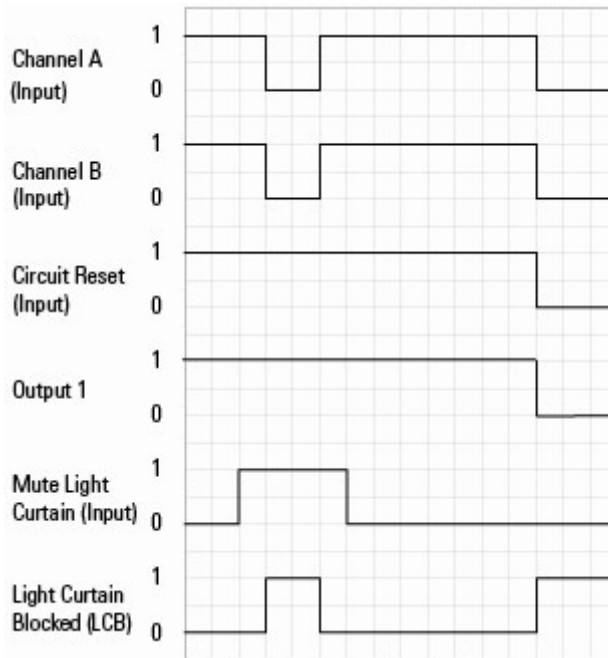 1
Channel A
(Input)
0
1
Channel B
(Input)
0
1
Circuit Reset
(Input)
0
1
Output 1
0
1
Mute Light
Curtain (Input)
0
1
Light Curtain
Blocked (LCB)
0